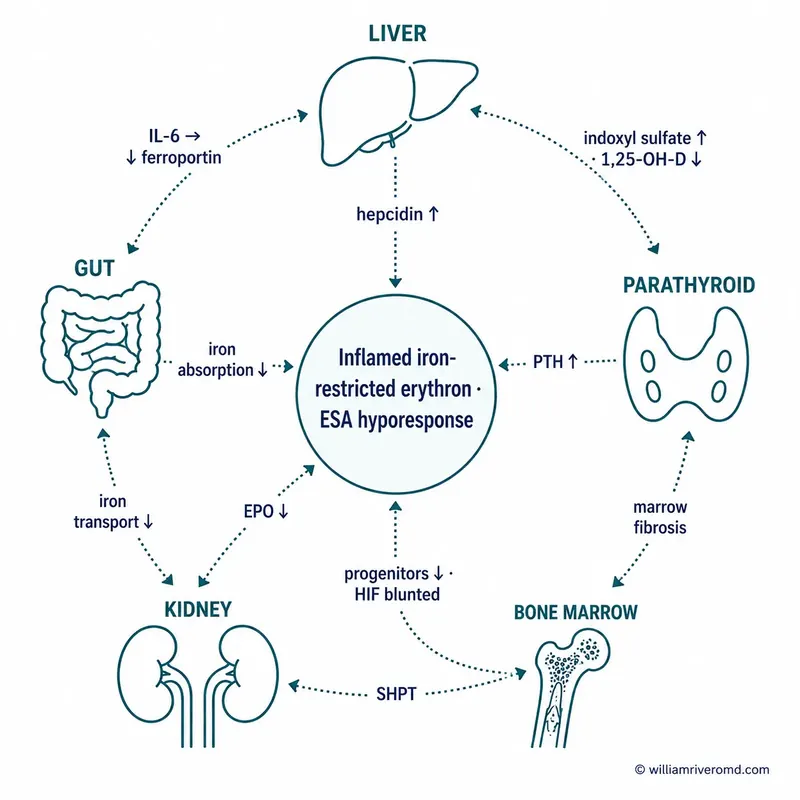 LIVER
IL-6 →
↓ ferroportin
indoxyl sulfate ↑
· 1,25-OH-D ↓
hepcidin ↑
GUT
PARATHYROID
iron
absorption ↓
Inflamed iron-
restricted erythron ·
ESA hyporesponse
PTH ↑
iron
transport ↓
EPO ↓
marrow
fibrosis
progenitors ↓ ·
HIF blunted
KIDNEY
BONE MARROW
SHPT
© williamriveromd.com